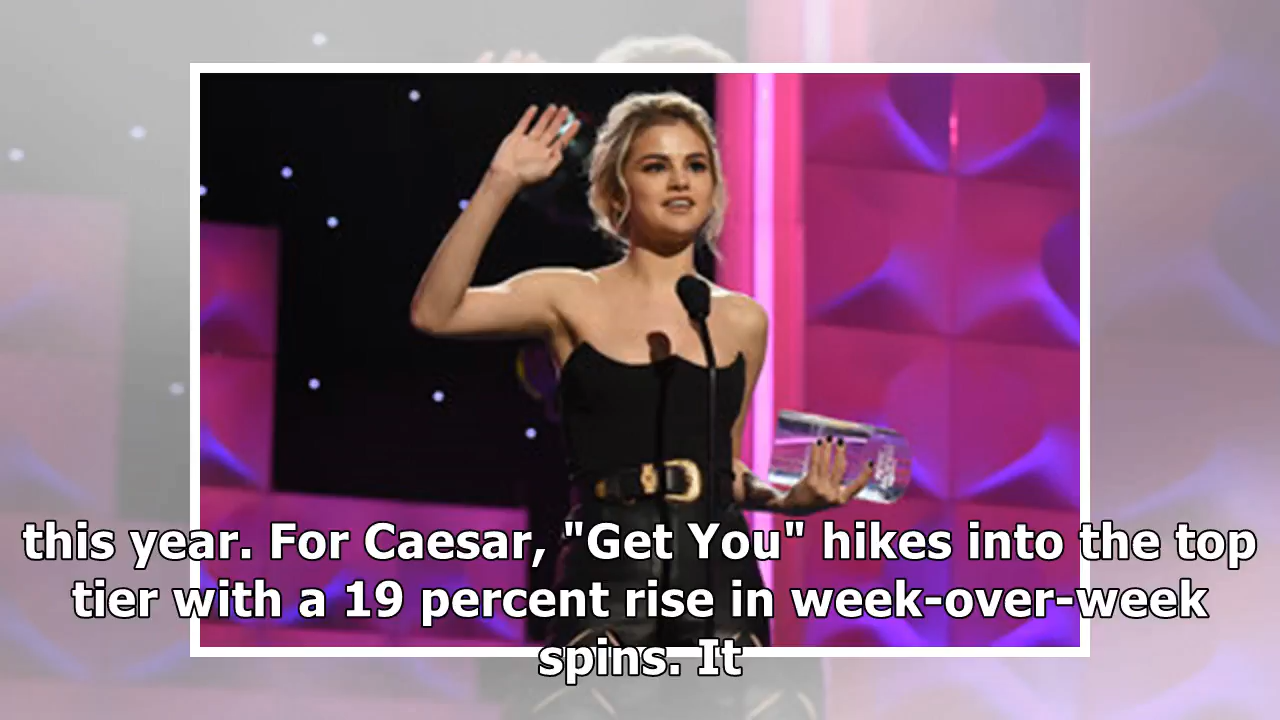 this year. For Caesar, "Get You" hikes into the top
tier with a 19 percent rise in week-over-week
spins. It